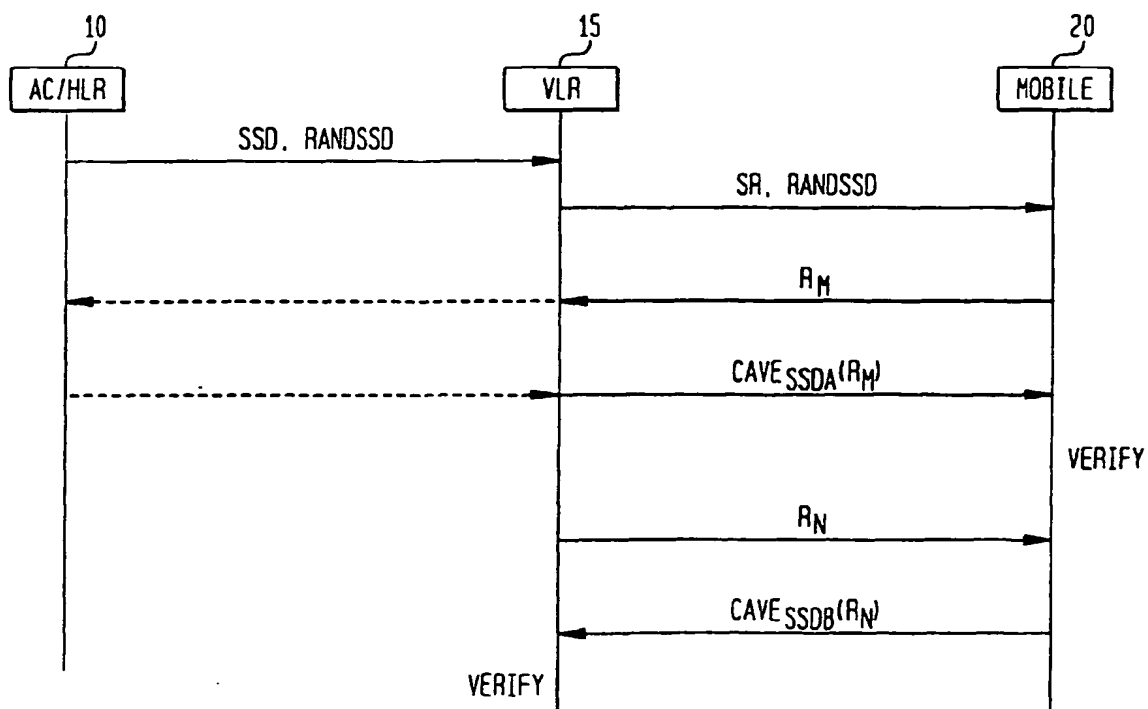 10
15
20
AC/HLR
VLR
MOBILE
SSD, RANDSSD
SR, RANDSSD
RM
CAVESSDA(RM)
VERIFY
RN
CAVESSDB(RN)
VERIFY